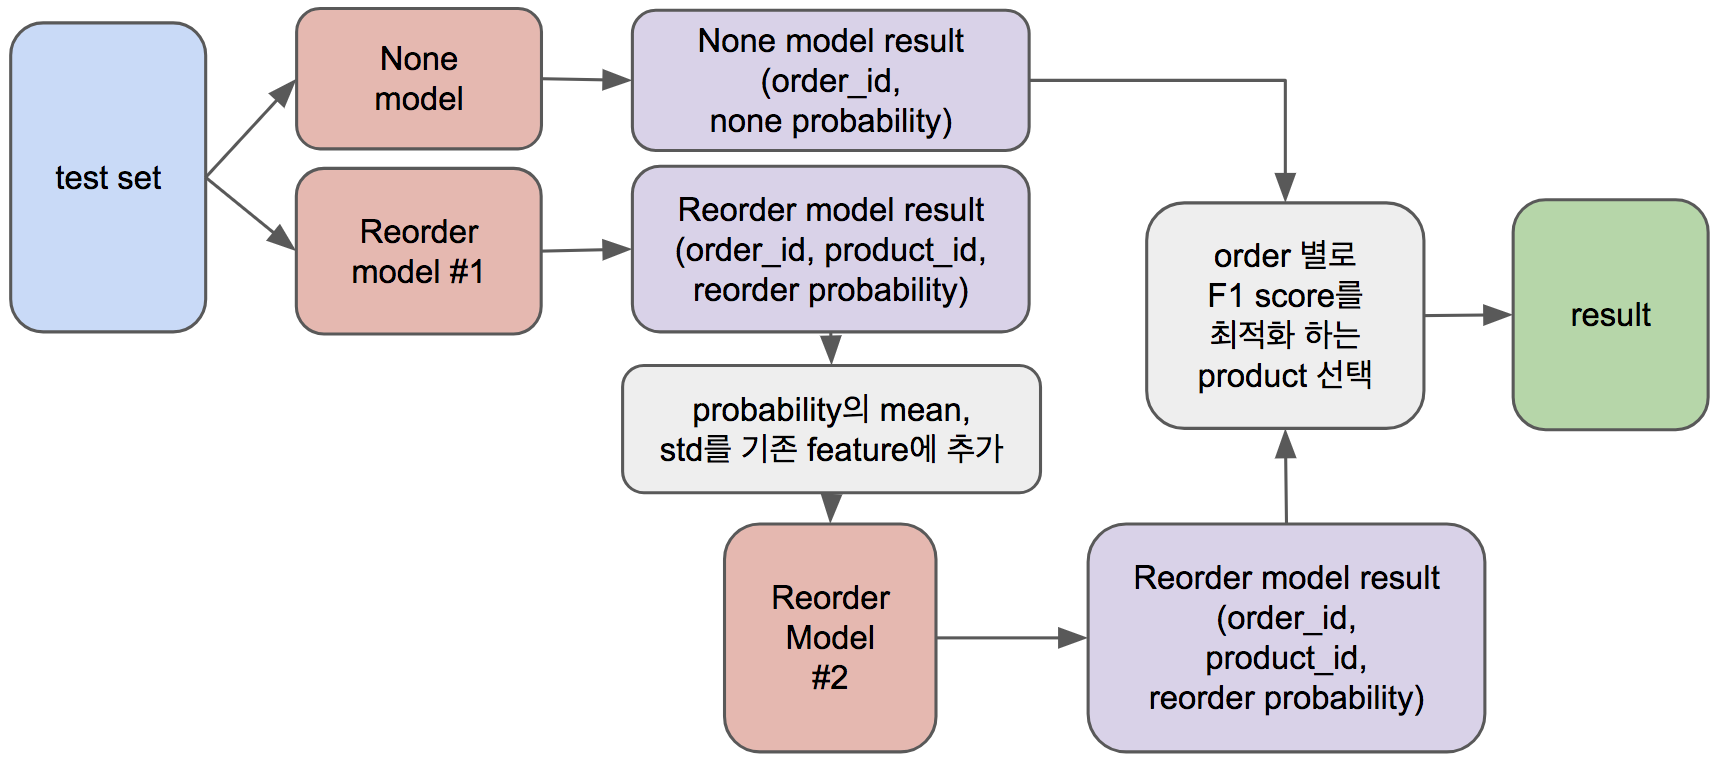 test set
None
model
None model result
(order_id,
none probability)
Reorder
model #1
Reorder model result
(order_id, product_id,
reorder probability)
probability의 mean,
std를 기존 feature에 추가
Reorder
Model
#2
Reorder model result
(order_id,
product_id,
reorder probability)
order 별로
F1 score를
최적화 하는
product 선택
result